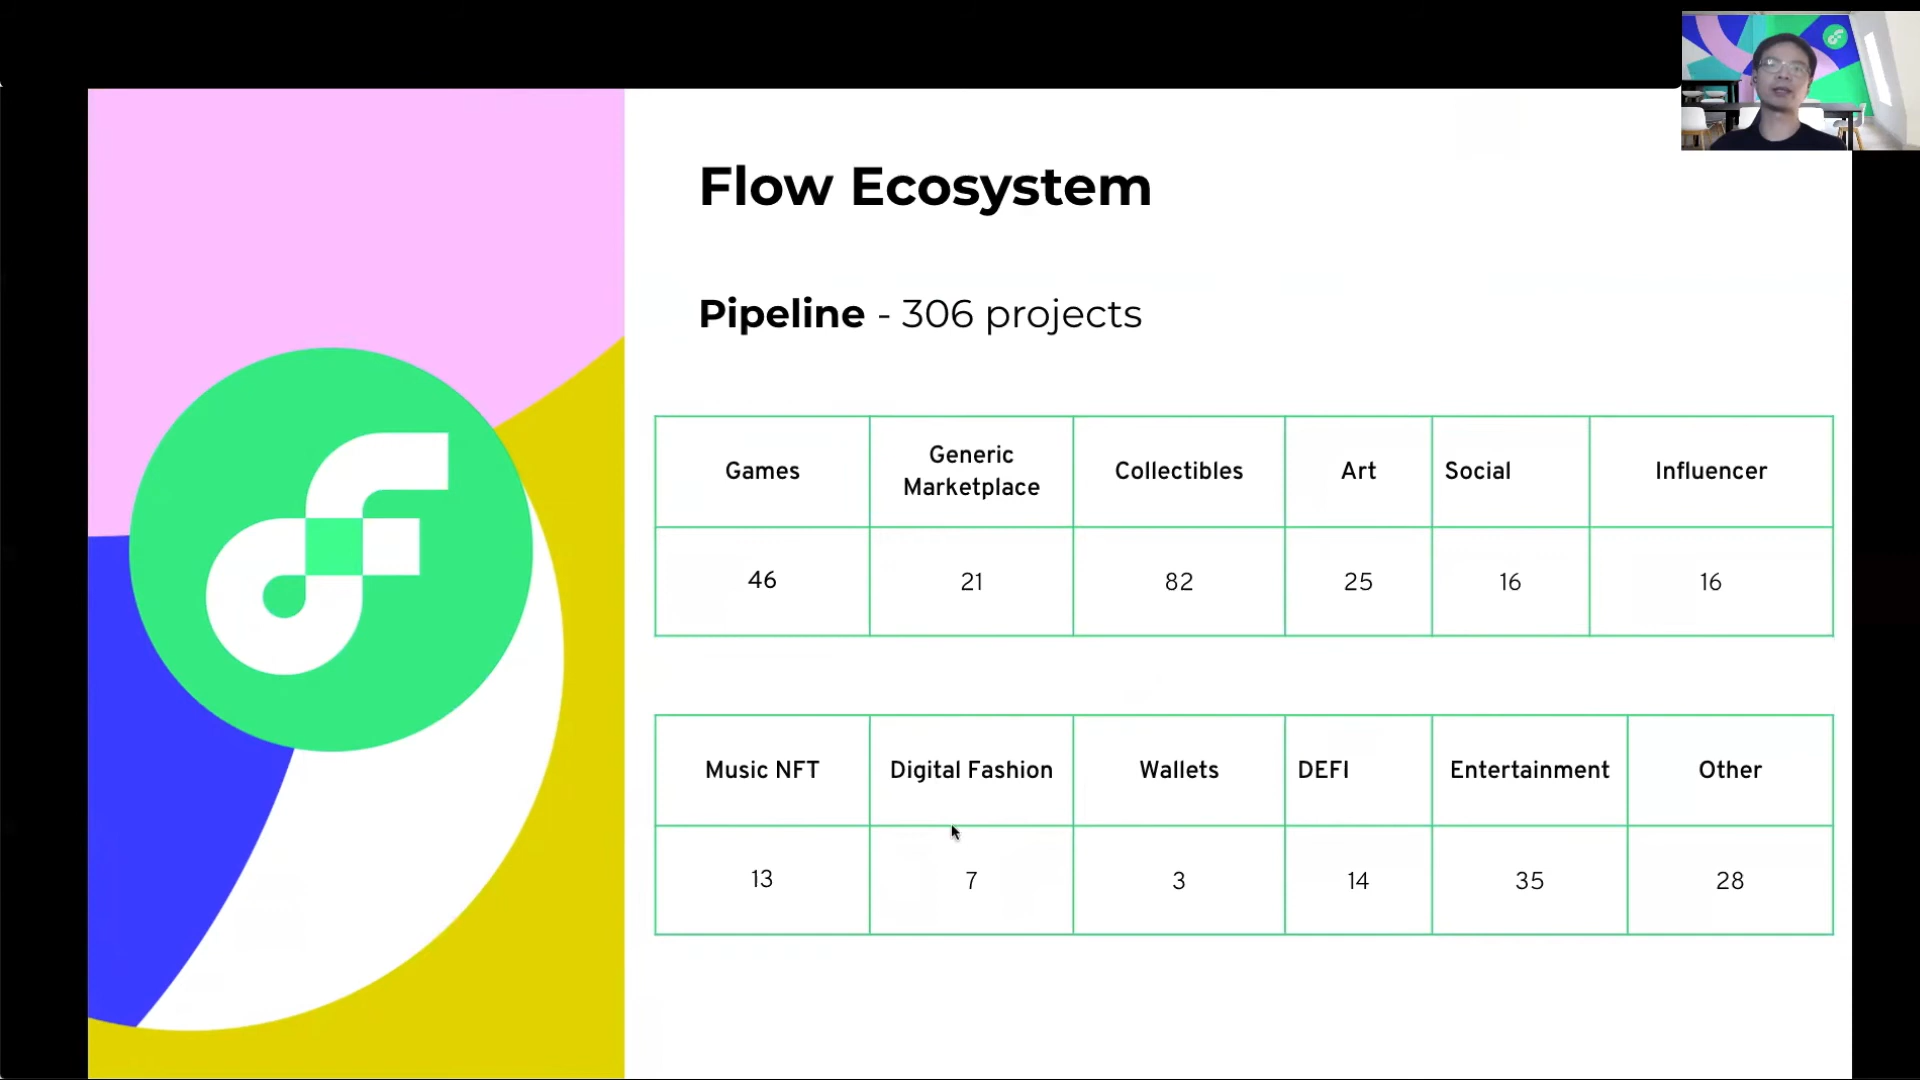 Flow Ecosystem
Pipeline - 306 projects
Games
Generic
Marketplace
Collectibles
Art
Social
Influencer
46
21
82
25
16
16
Music NFT
Digital Fashion
Wallets
DEFI
Entertainment
Other
13
7
3
14
35
28